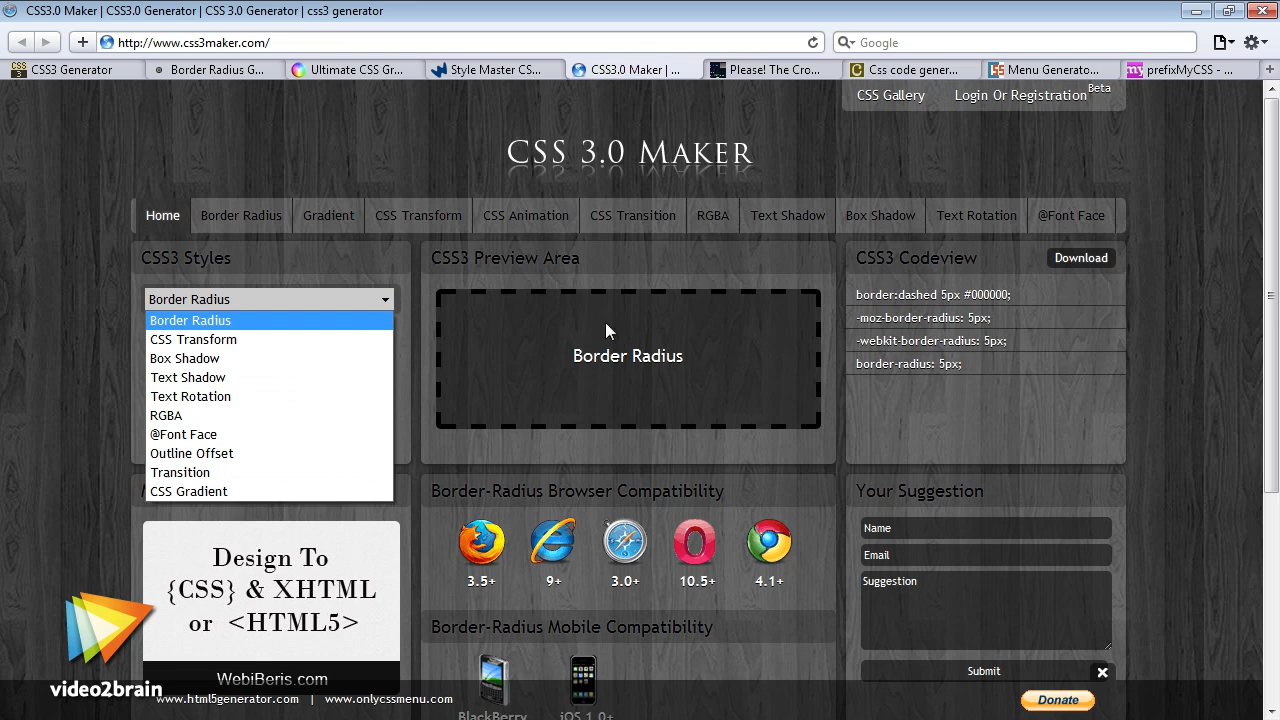 CSS3.0 Maker | CSS3.0 Generator | CSS 3.0 Generator | css3 generator
http://www.css3maker.com/
Google
CSS3 Generator
Border Radius G...
Ultimate CSS Gr...
Style Master CS...
CSS3.0 Maker | ...
Please! The Cro...
Css code gener...
Menu Generato...
prefixMyCSS - ...
CSS Gallery
Login Or Registration Beta
CSS 3.0 Maker
Home
Border Radius
Gradient
CSS Transform
CSS Animation
CSS Transition
RGBA
Text Shadow
Box Shadow
Text Rotation
@Font Face
CSS3 Styles
Border Radius
Border Radius
CSS Transform
Box Shadow
Text Shadow
Text Rotation
RGBA
@Font Face
Outline Offset
Transition
CSS Gradient
CSS3 Preview Area
Border Radius
CSS3 Codeview
Download
border:dashed 5px #000000;
-moz-border-radius: 5px;
-webkit-border-radius: 5px;
border-radius: 5px;
Design To
{CSS} & XHTML
or <HTML5>
WebiBeris.com
Border-Radius Browser Compatibility
3.5+
9+
3.0+
10.5+
4.1+
Border-Radius Mobile Compatibility
BlackBerry
iOS 1.0+
Your Suggestion
Name
Email
Suggestion
Submit
video2brain
www.html5generator.com | www.onlycssmenu.com
Donate